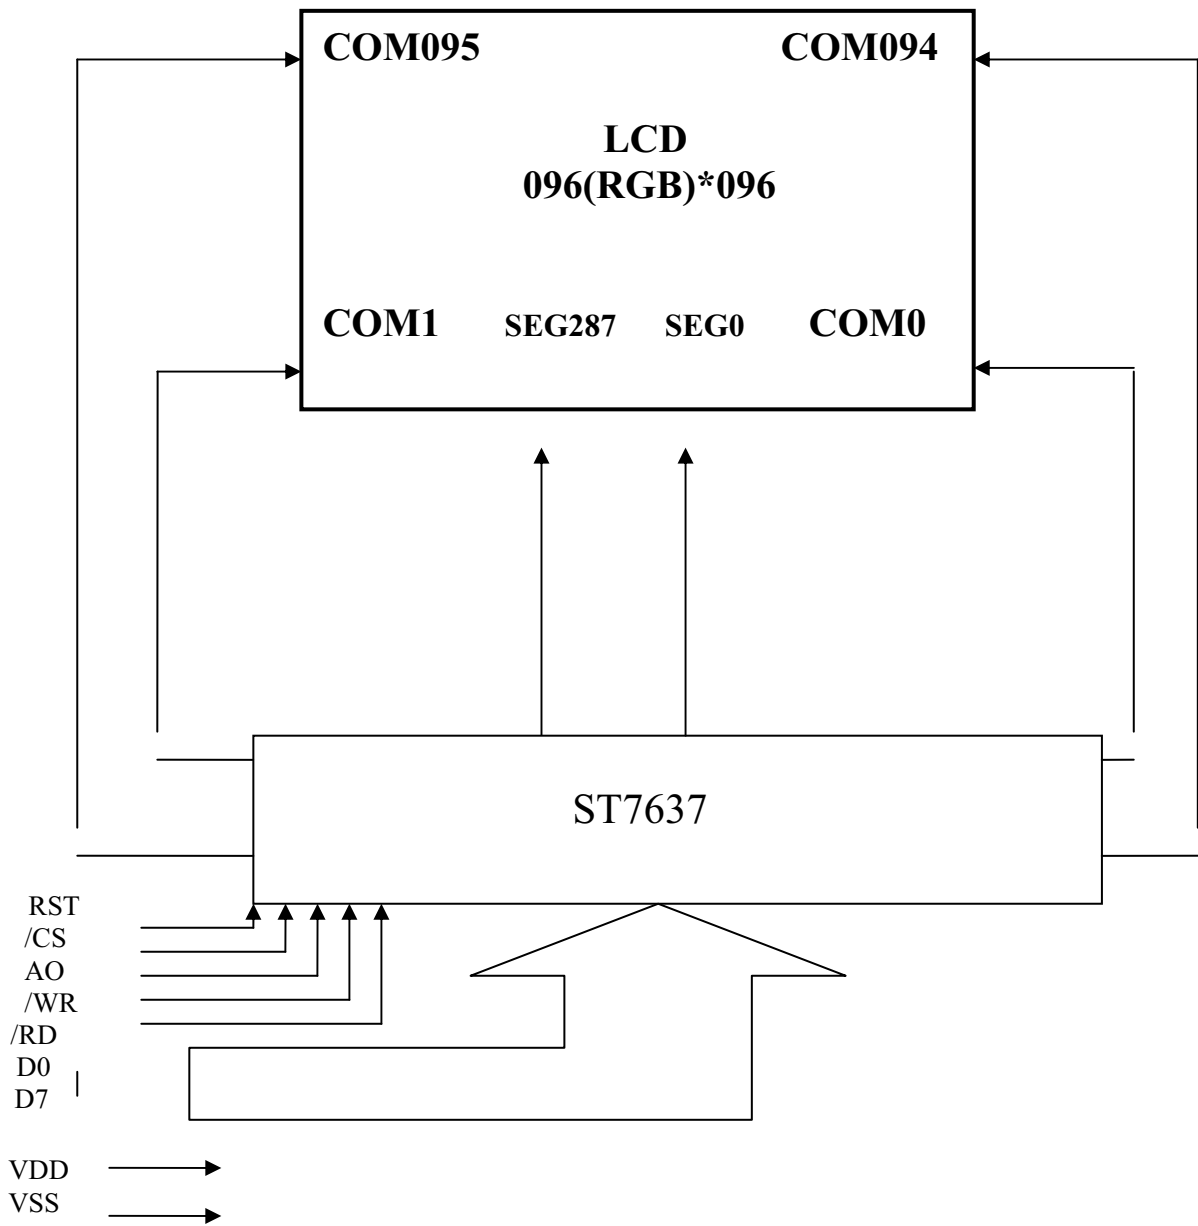 COM095 COM094
LCD
096(RGB)*096
COM1 SEG287 SEG0 COM0
ST7637
RST
/CS
AO
/WR
/RD
D0
D7
VDD
VSS